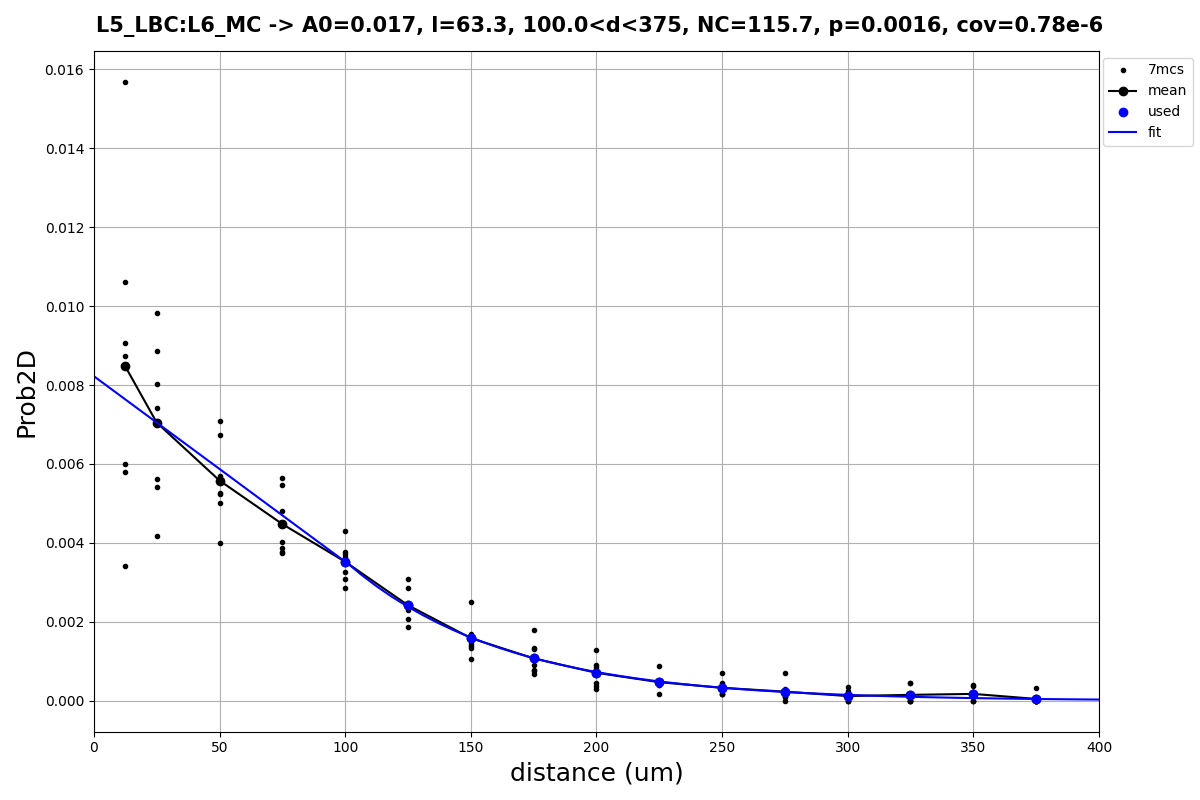 L5_LBC:L6_MC -> A0=0.017, l=63.3, 100.0<d<375, NC=115.7, p=0.0016, cov=0.78e-6
7mcs
mean
used
fit
0.016
0.014
0.012
0.010
0.008
0.006
0.004
0.002
0.000
Prob2D
0 50 100 150 200 250 300 350 400
distance (um)